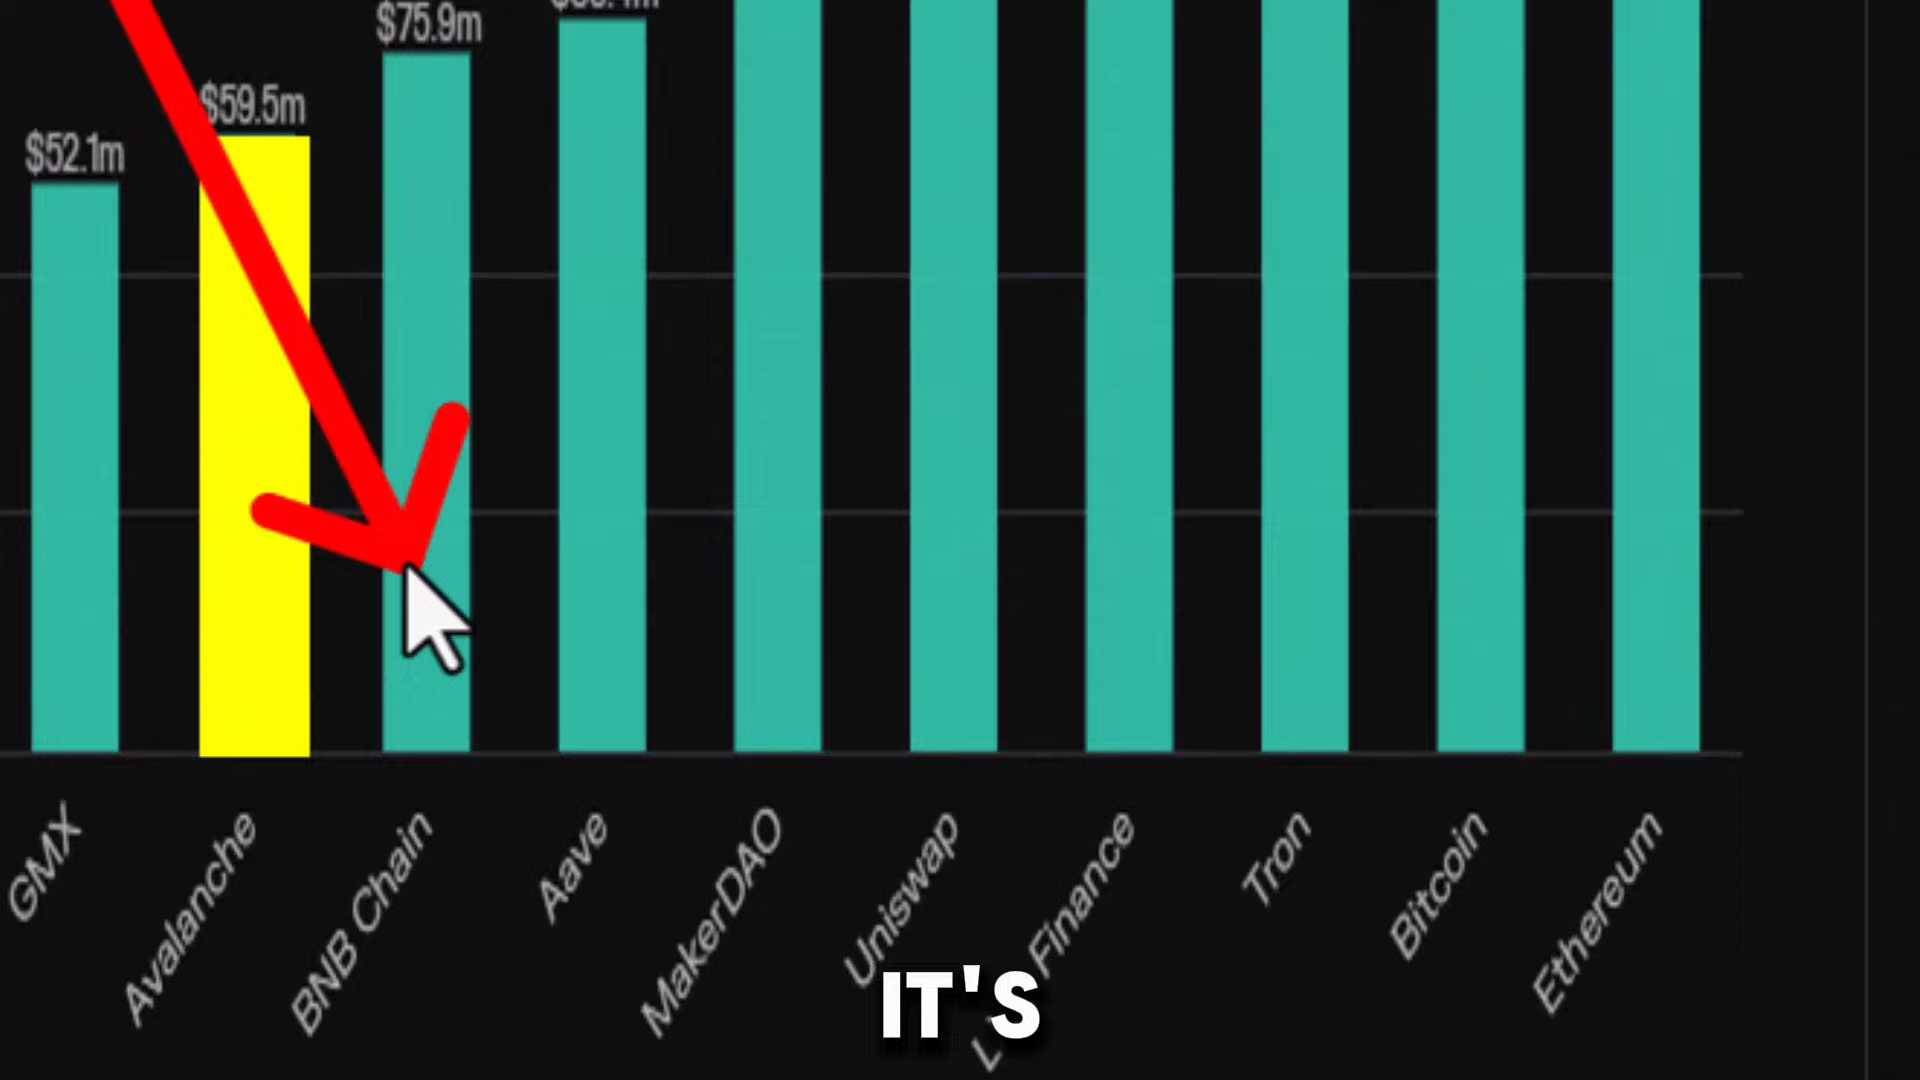 $75.9m
$59.5m
$52.1m
GMX
Avalanche
BNB Chain
Aave
MakerDAO
Uniswap
Finance
Tron
Bitcoin
Ethereum
IT'S